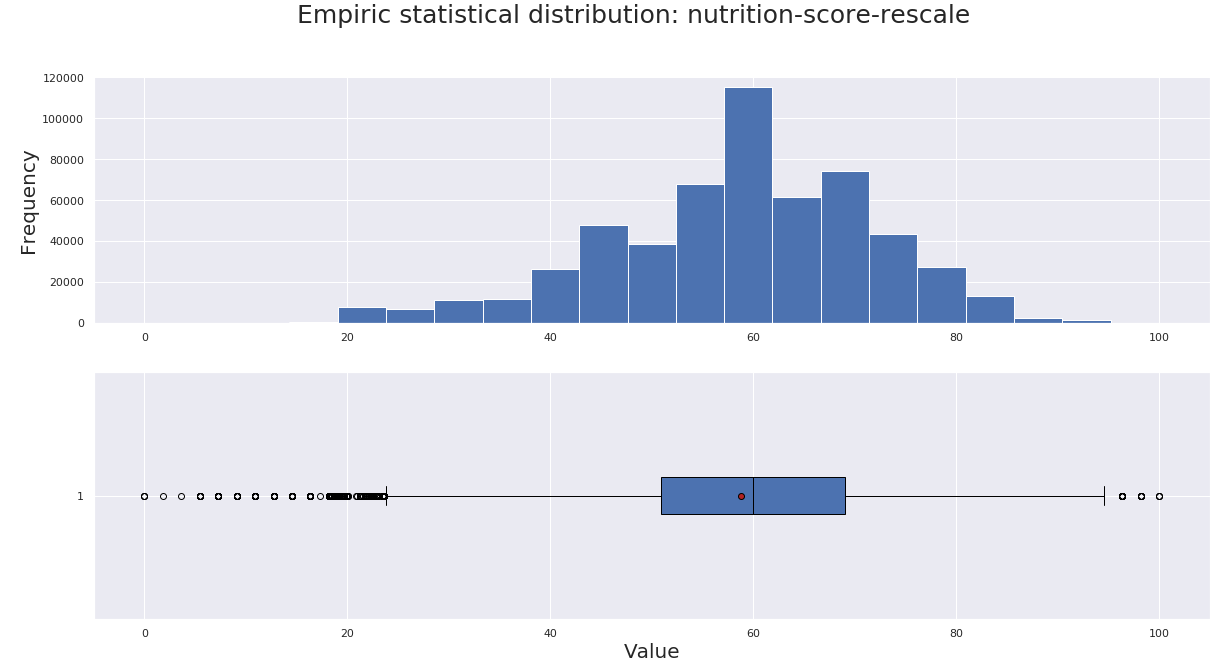 Empiric statistical distribution: nutrition-score-rescale
Frequency
120000
100000
80000
60000
40000
20000
0
0 20 40 60 80 100
1
0 20 40 60 80 100
Value